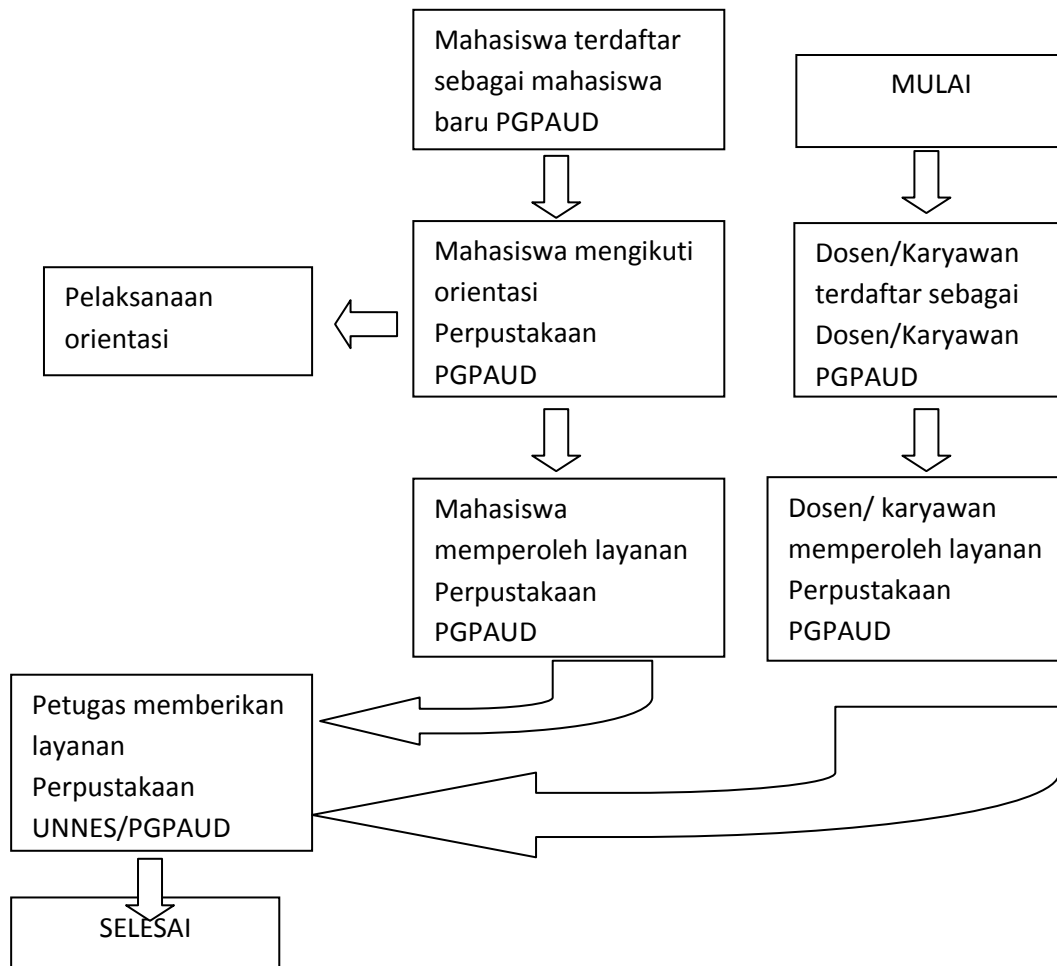 Mahasiswa terdaftar
sebagai mahasiswa
baru PGPAUD
MULAI
Mahasiswa mengikuti
orientasi
Perpustakaan
PGPAUD
Dosen/Karyawan
terdaftar sebagai
Dosen/Karyawan
PGPAUD
Pelaksanaan
orientasi
Mahasiswa
memperoleh layanan
Perpustakaan
PGPAUD
Dosen/ karyawan
memperoleh layanan
Perpustakaan
PGPAUD
Petugas memberikan
layanan
Perpustakaan
UNNES/PGPAUD
SELESAI